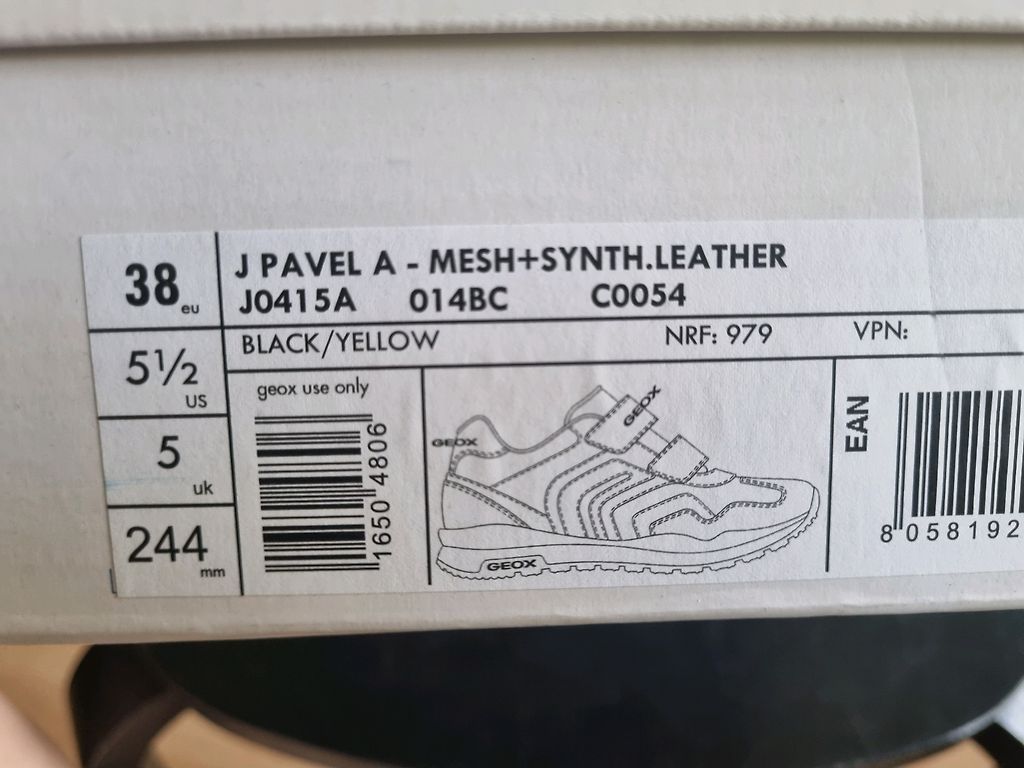 38 eu
J PAVEL A - MESH+SYNTH.LEATHER
J0415A 014BC C0054
BLACK/YELLOW NRF: 979 VPN:
5½ US
5 uk
244 mm
geox use only
1650 4806
GEOX
GEOX
GEOX
EAN
8 058192